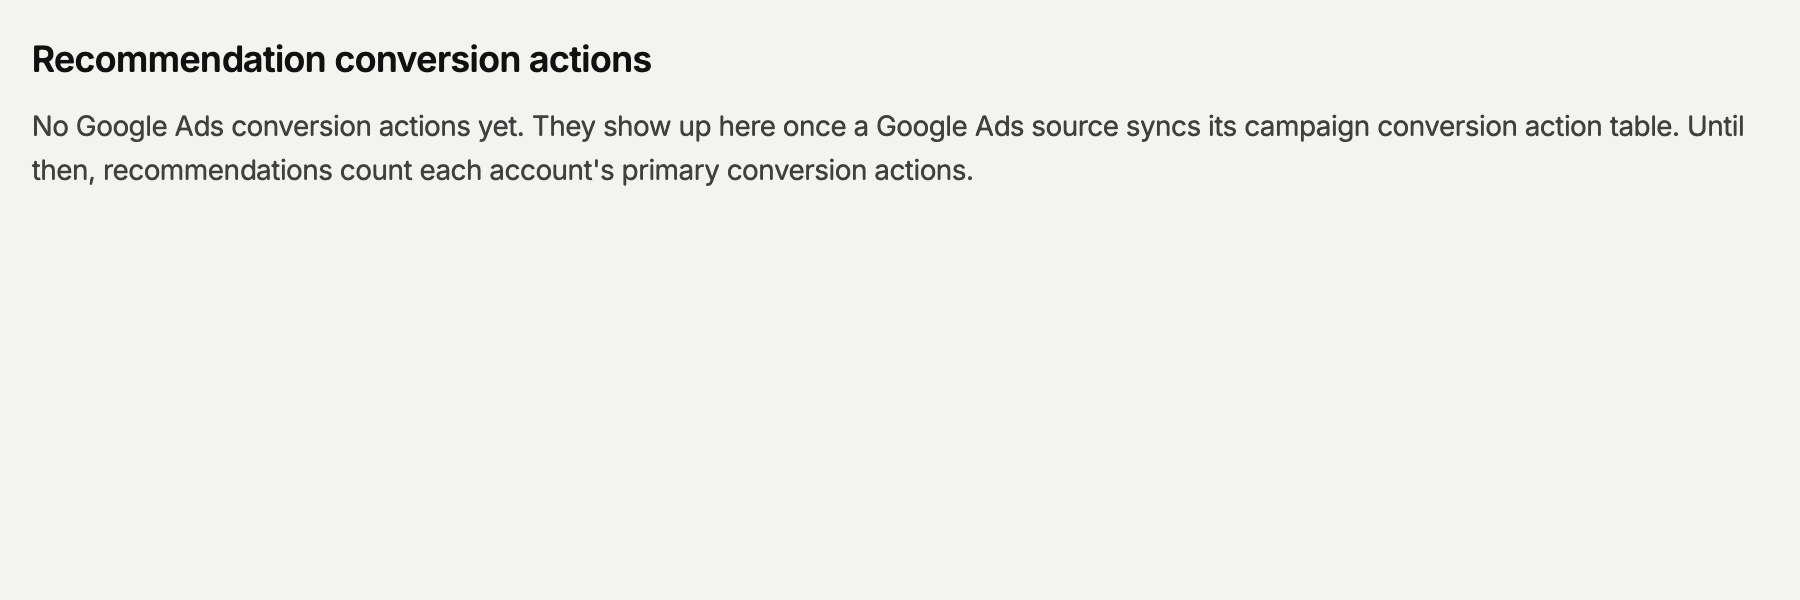 Recommendation conversion actions
No Google Ads conversion actions yet. They show up here once a Google Ads source syncs its campaign conversion action table. Until
then, recommendations count each account's primary conversion actions.